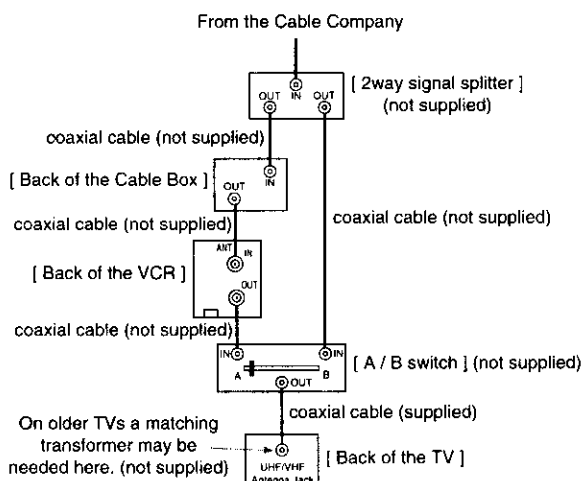 From the Cable Company
OUT
IN
OUT
[ 2way signal splitter ]
(not supplied)
coaxial cable (not supplied)
[ Back of the Cable Box ]
OUT
IN
coaxial cable (not supplied)
coaxial cable (not supplied)
[ Back of the VCR ]
ANT
IN
OUT
coaxial cable (not supplied)
IN
A
B
IN
OUT
[ A / B switch ] (not supplied)
coaxial cable (supplied)
On older TVs a matching
transformer may be
needed here. (not supplied)
UHF/VHF
Antenna Jack
[ Back of the TV ]